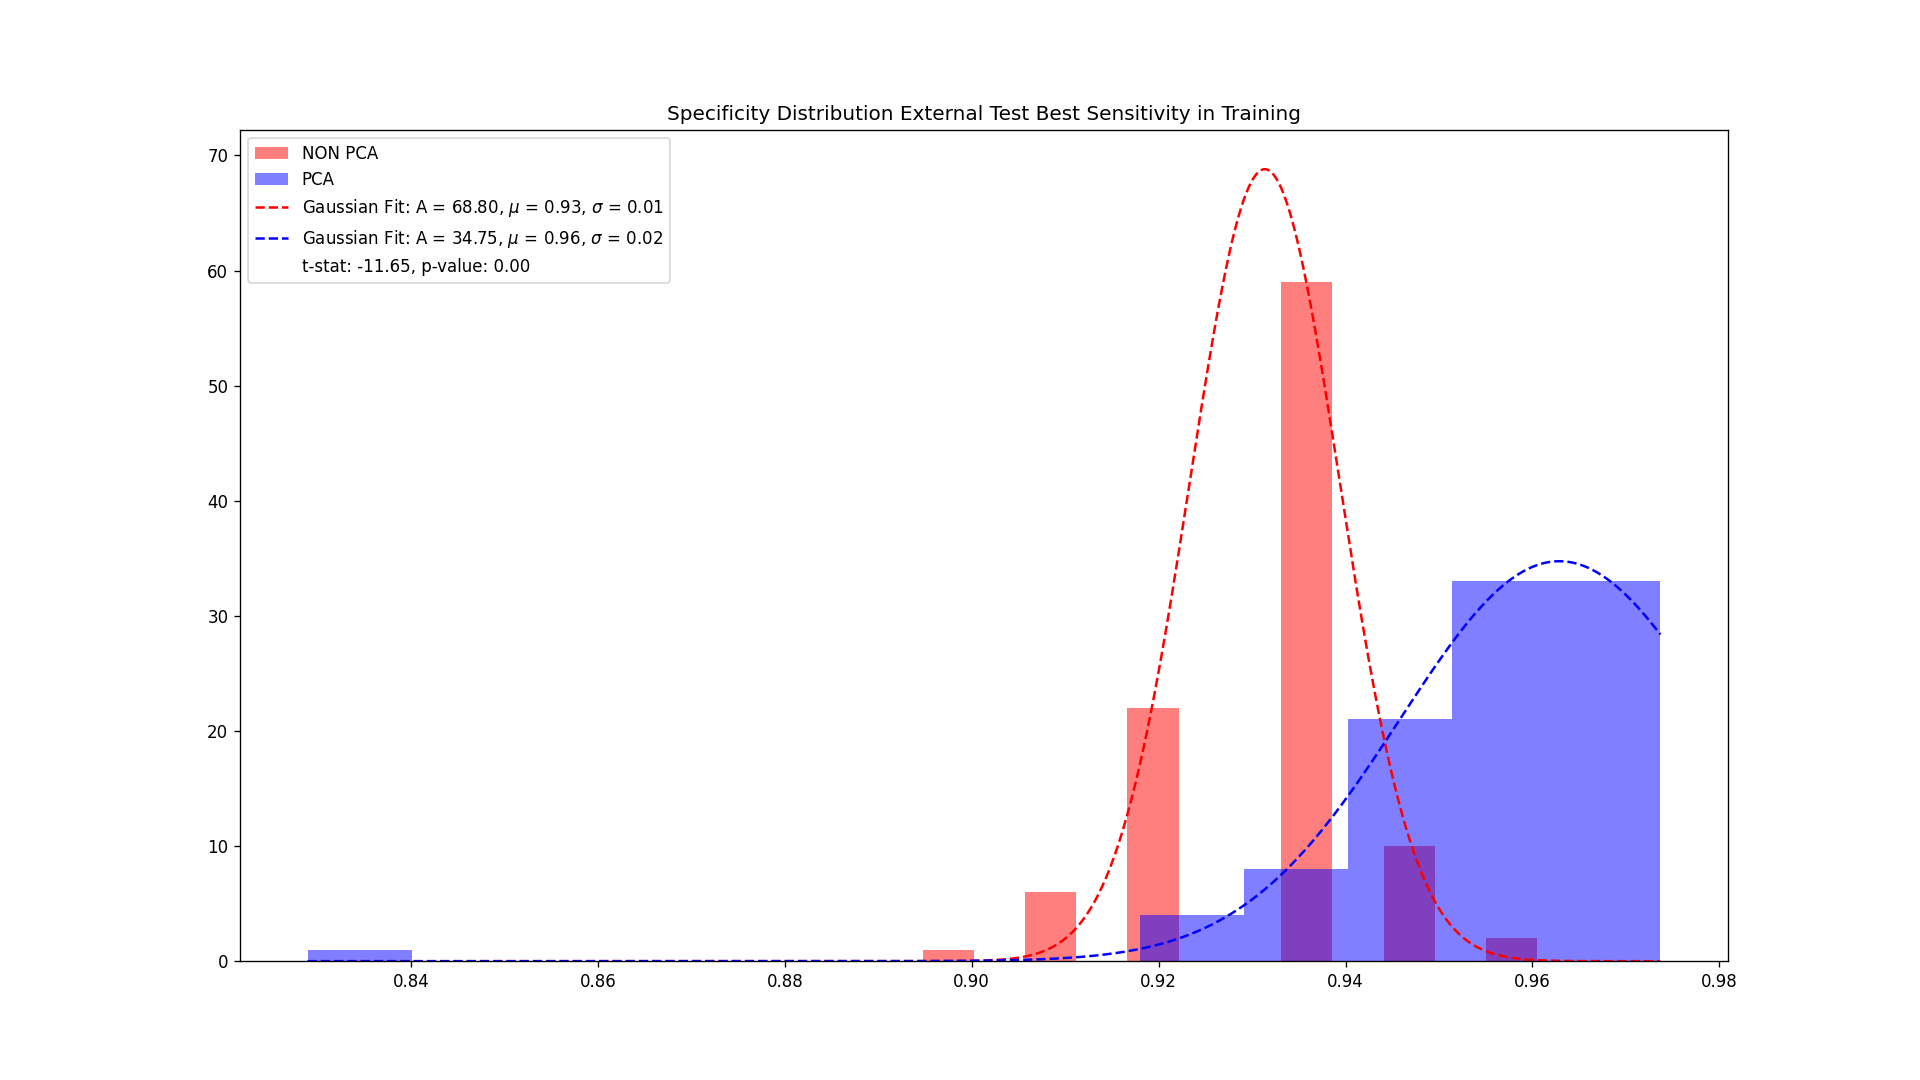 Specificity Distribution External Test Best Sensitivity in Training
NON PCA
PCA
Gaussian Fit: A = 68.80, μ = 0.93, σ = 0.01
Gaussian Fit: A = 34.75, μ = 0.96, σ = 0.02
t-stat: -11.65, p-value: 0.00
70
60
50
40
30
20
10
0
0.84 0.86 0.88 0.90 0.92 0.94 0.96 0.98